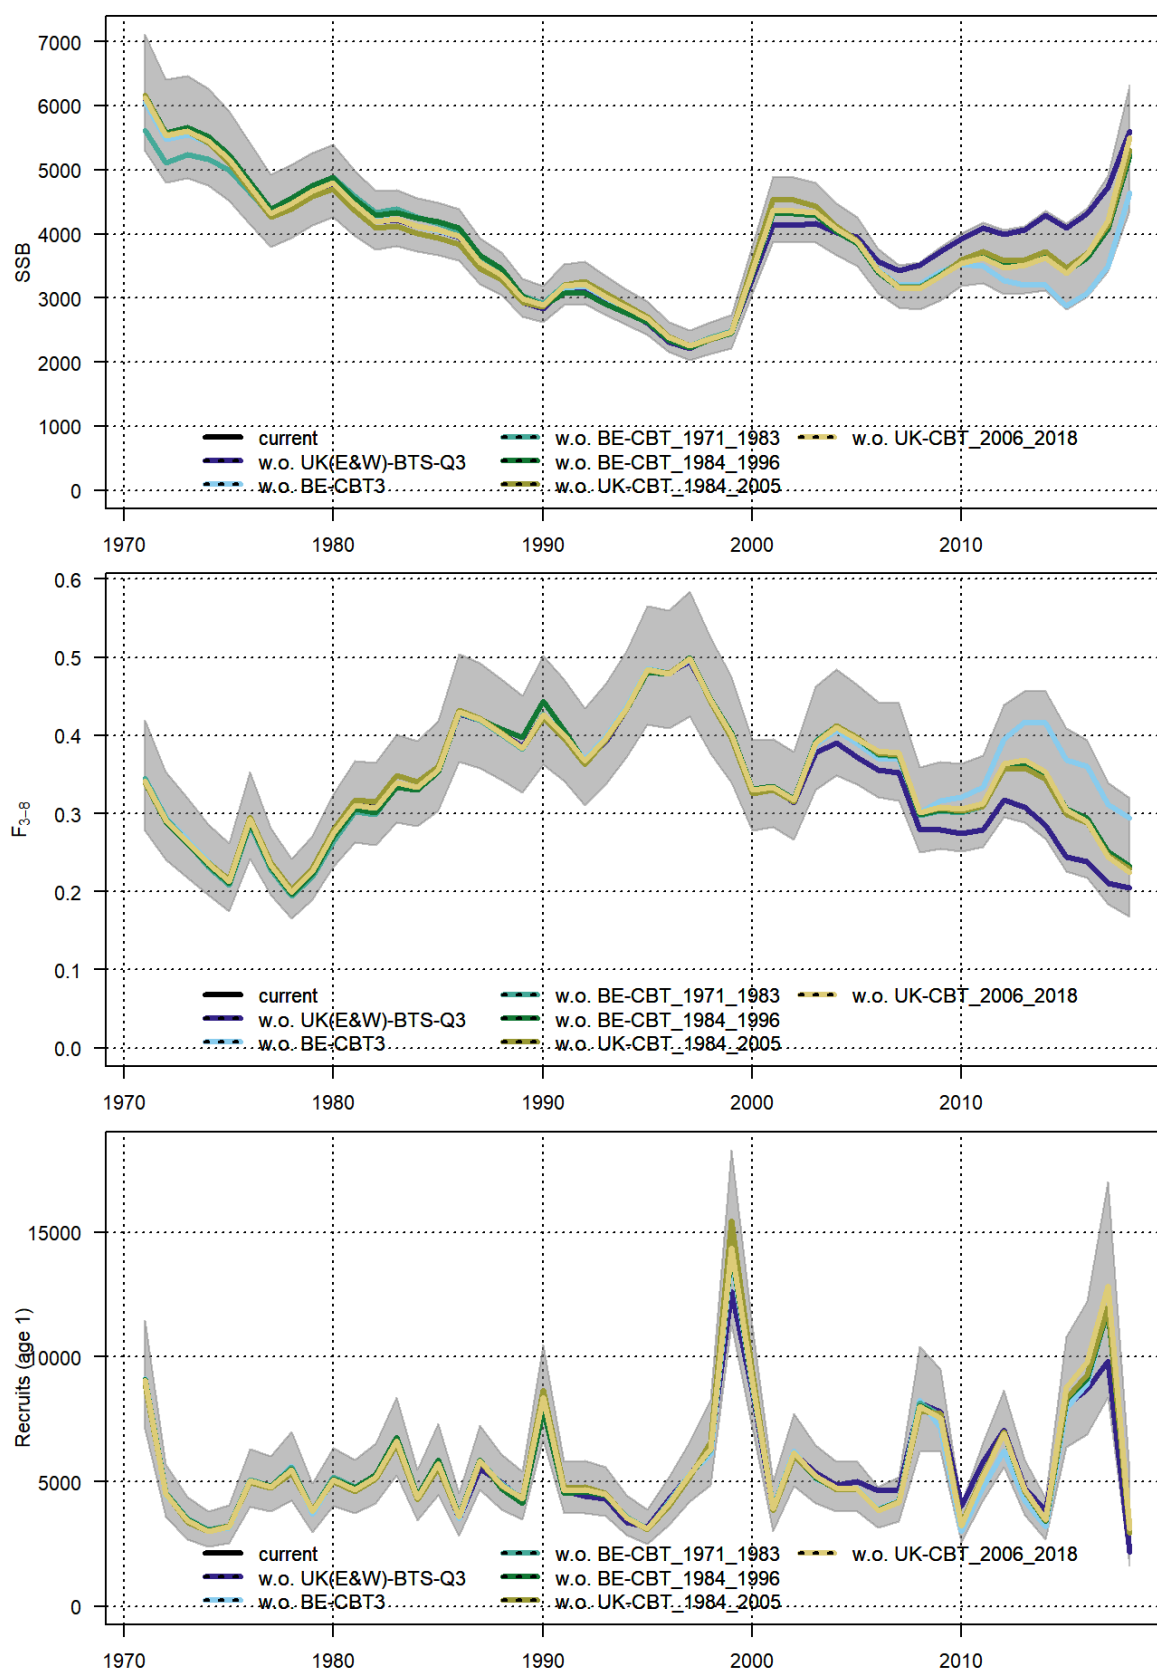 7000
6000
5000
4000
3000
2000
1000
0
SSB
current
w.o. UK(E&W)-BTS-Q3
w.o. BE-CBT3
w.o. BE-CBT_1971_1983
w.o. BE-CBT_1984_1996
w.o. UK-CBT_1984_2005
w.o. UK-CBT_2006_2018
1970 1980 1990 2000 2010
0.6
0.5
0.4
0.3
0.2
0.1
0.0
F3–8
current
w.o. UK(E&W)-BTS-Q3
w.o. BE-CBT3
w.o. BE-CBT_1971_1983
w.o. BE-CBT_1984_1996
w.o. UK-CBT_1984_2005
w.o. UK-CBT_2006_2018
1970 1980 1990 2000 2010
15000
10000
5000
0
Recruits (age 1)
current
w.o. UK(E&W)-BTS-Q3
w.o. BE-CBT3
w.o. BE-CBT_1971_1983
w.o. BE-CBT_1984_1996
w.o. UK-CBT_1984_2005
w.o. UK-CBT_2006_2018
1970 1980 1990 2000 2010